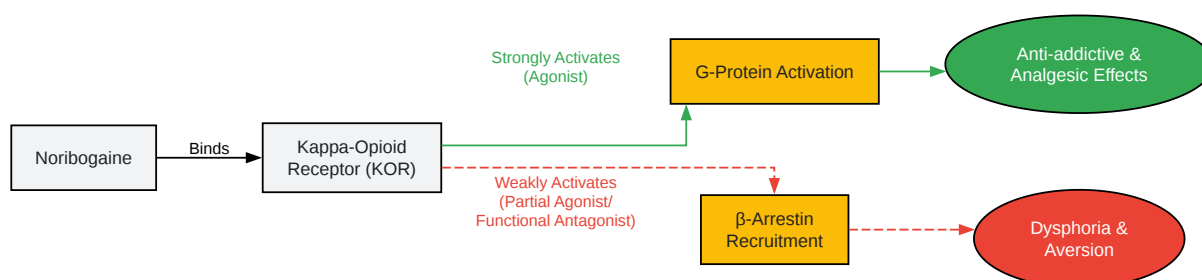 Noribogaine
Binds
Kappa-Opioid
Receptor (KOR)
Strongly Activates
(Agonist)
G-Protein Activation
Anti-addictive &
Analgesic Effects
Weakly Activates
(Partial Agonist/
Functional Antagonist)
β-Arrestin
Recruitment
Dysphoria &
Aversion